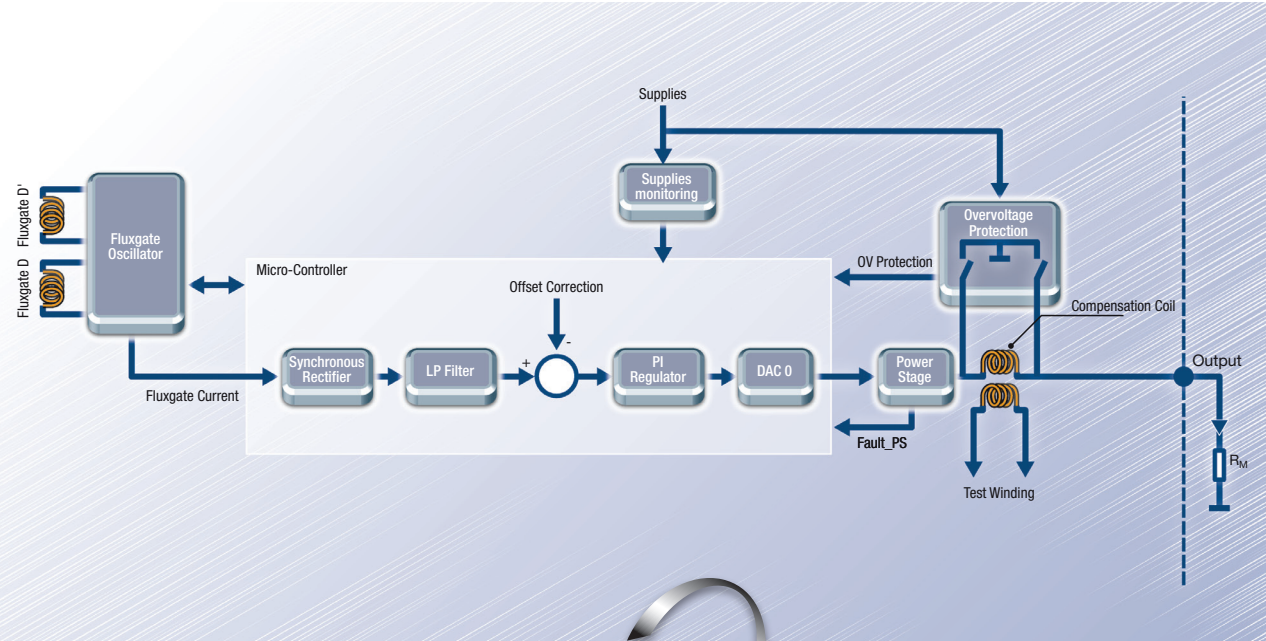 Supplies
Supplies
monitoring
Overvoltage
Protection
Fluxgate D'
Fluxgate D
Fluxgate
Oscillator
Micro-Controller
OV Protection
Offset Correction
-
+
Compensation Coil
Synchronous
Rectifier
LP Filter
PI
Regulator
DAC 0
Power
Stage
Output
Fluxgate Current
Fault_PS
RM
Test Winding